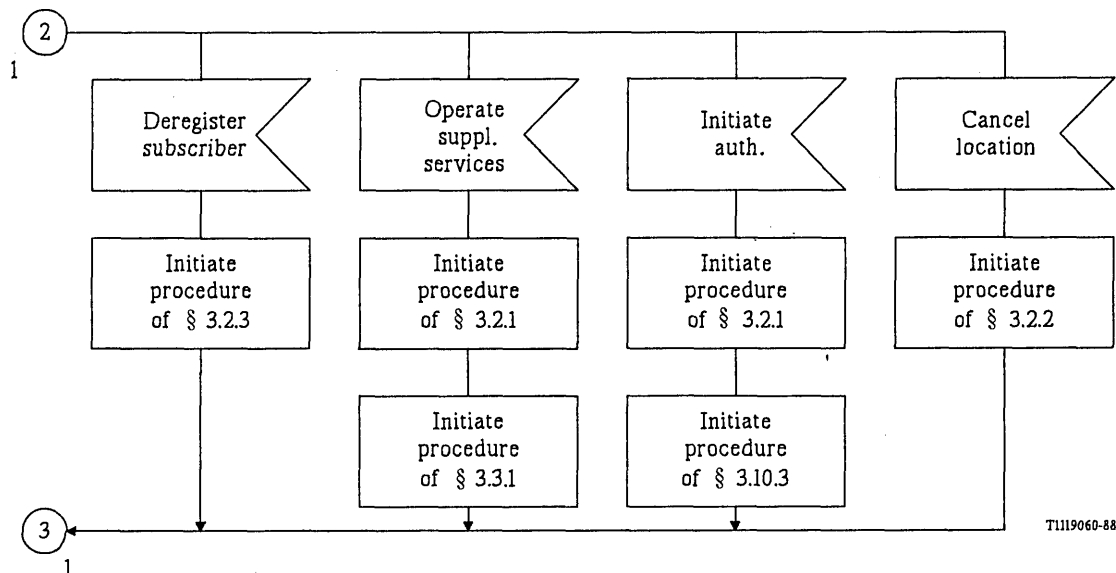 2
1
Deregister
subscriber
Operate
suppl.
services
Initiate
auth.
Cancel
location
Initiate
procedure
of § 3.2.3
Initiate
procedure
of § 3.2.1
Initiate
procedure
of § 3.2.1
Initiate
procedure
of § 3.2.2
Initiate
procedure
of § 3.3.1
Initiate
procedure
of § 3.10.3
3
1
T1119060-88